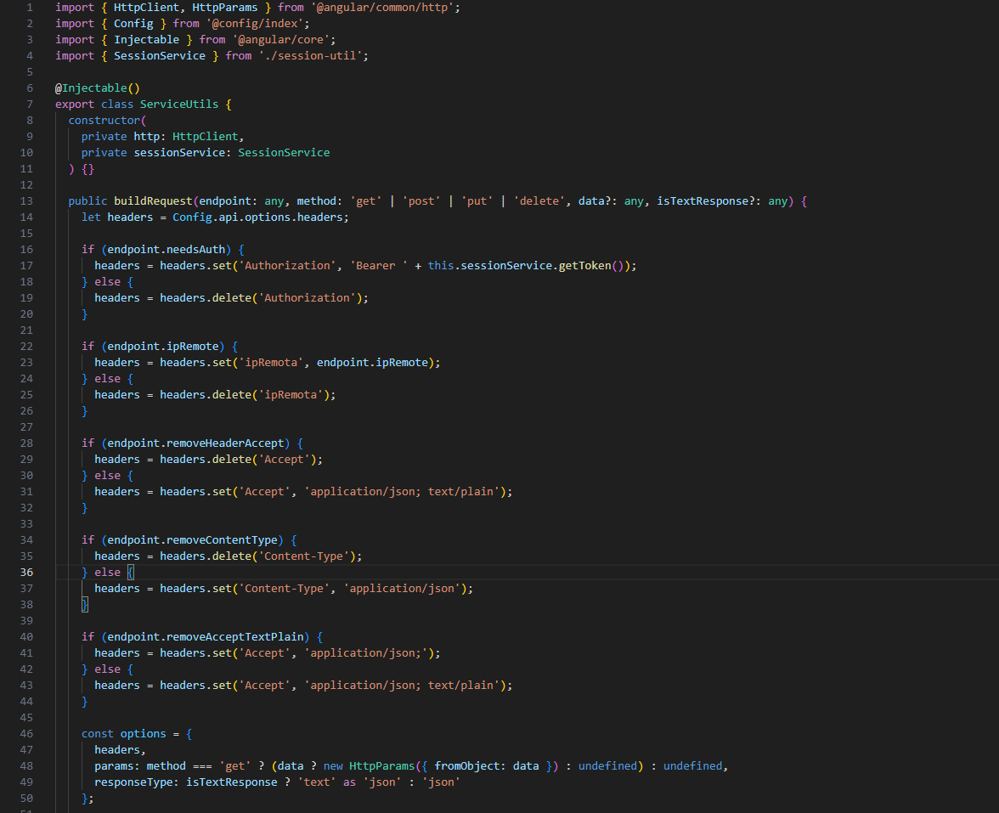 1 import { HttpClient, HttpParams } from '@angular/common/http';
2 import { Config } from '@config/index';
3 import { Injectable } from '@angular/core';
4 import { SessionService } from './session-util';
5
6 @Injectable()
7 export class ServiceUtils {
8   constructor(
9     private http: HttpClient,
10     private sessionService: SessionService
11   ) {}
12
13   public buildRequest(endpoint: any, method: 'get' | 'post' | 'put' | 'delete', data?: any, isTextResponse?: any) {
14     let headers = Config.api.options.headers;
15
16     if (endpoint.needsAuth) {
17       headers = headers.set('Authorization', 'Bearer ' + this.sessionService.getToken());
18     } else {
19       headers = headers.delete('Authorization');
20     }
21
22     if (endpoint.ipRemote) {
23       headers = headers.set('ipRemota', endpoint.ipRemote);
24     } else {
25       headers = headers.delete('ipRemota');
26     }
27
28     if (endpoint.removeHeaderAccept) {
29       headers = headers.delete('Accept');
30     } else {
31       headers = headers.set('Accept', 'application/json; text/plain');
32     }
33
34     if (endpoint.removeContentType) {
35       headers = headers.delete('Content-Type');
36     } else {
37       headers = headers.set('Content-Type', 'application/json');
38     }
39
40     if (endpoint.removeAcceptTextPlain) {
41       headers = headers.set('Accept', 'application/json;');
42     } else {
43       headers = headers.set('Accept', 'application/json; text/plain');
44     }
45
46     const options = {
47       headers,
48       params: method === 'get' ? (data ? new HttpParams({ fromObject: data }) : undefined) : undefined,
49       responseType: isTextResponse ? 'text' as 'json' : 'json'
50     };